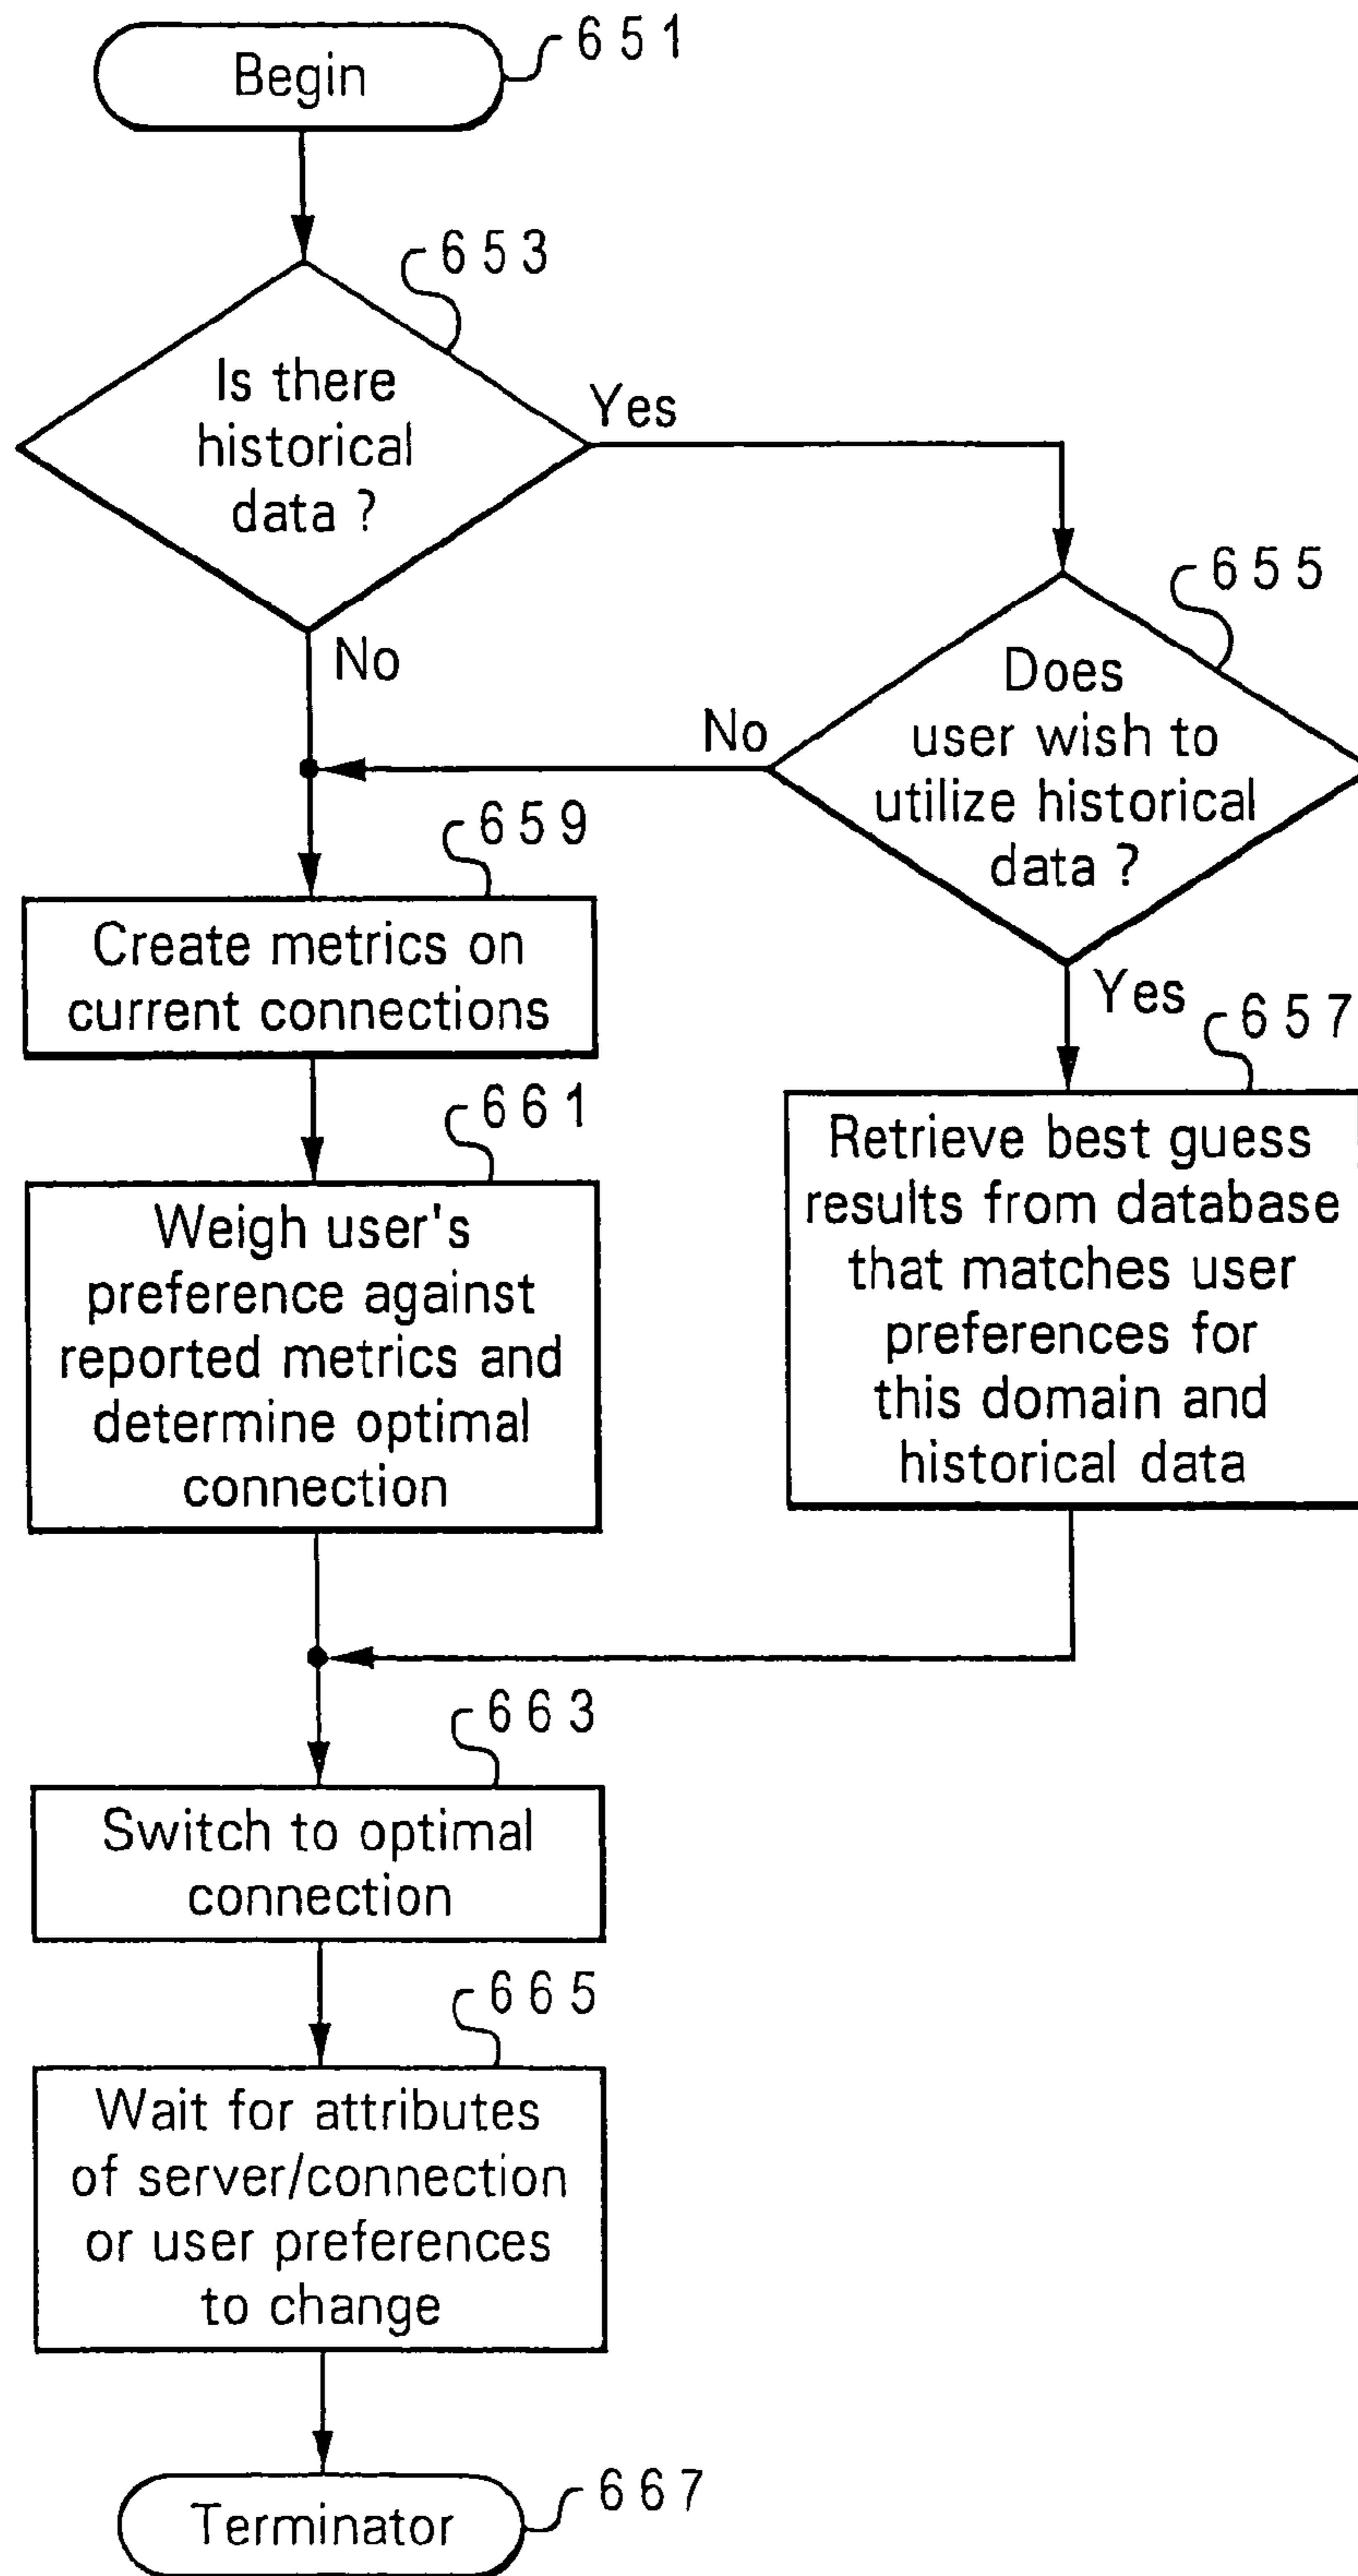 Begin
651
653
Is there
historical
data ?
Yes
No
655
Does
user wish to
utilize historical
data ?
No
Yes
659
Create metrics on
current connections
657
Retrieve best guess
results from database
that matches user
preferences for
this domain and
historical data
661
Weigh user's
preference against
reported metrics and
determine optimal
connection
663
Switch to optimal
connection
665
Wait for attributes
of server/connection
or user preferences
to change
Terminator
667